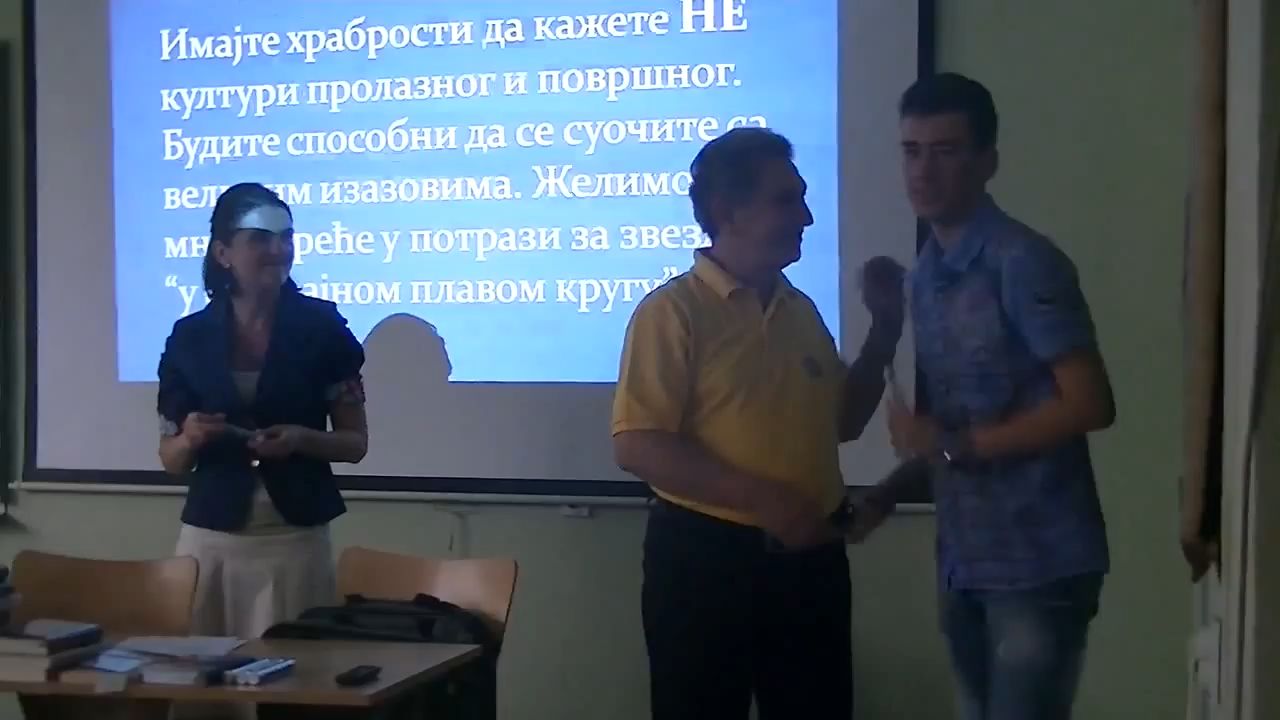 Имајте храбрости да кажете НЕ
култури пролазног и површног.
Будите способни да се суочите са
изазовима. Желимо
у потрази за
плавом кругу”